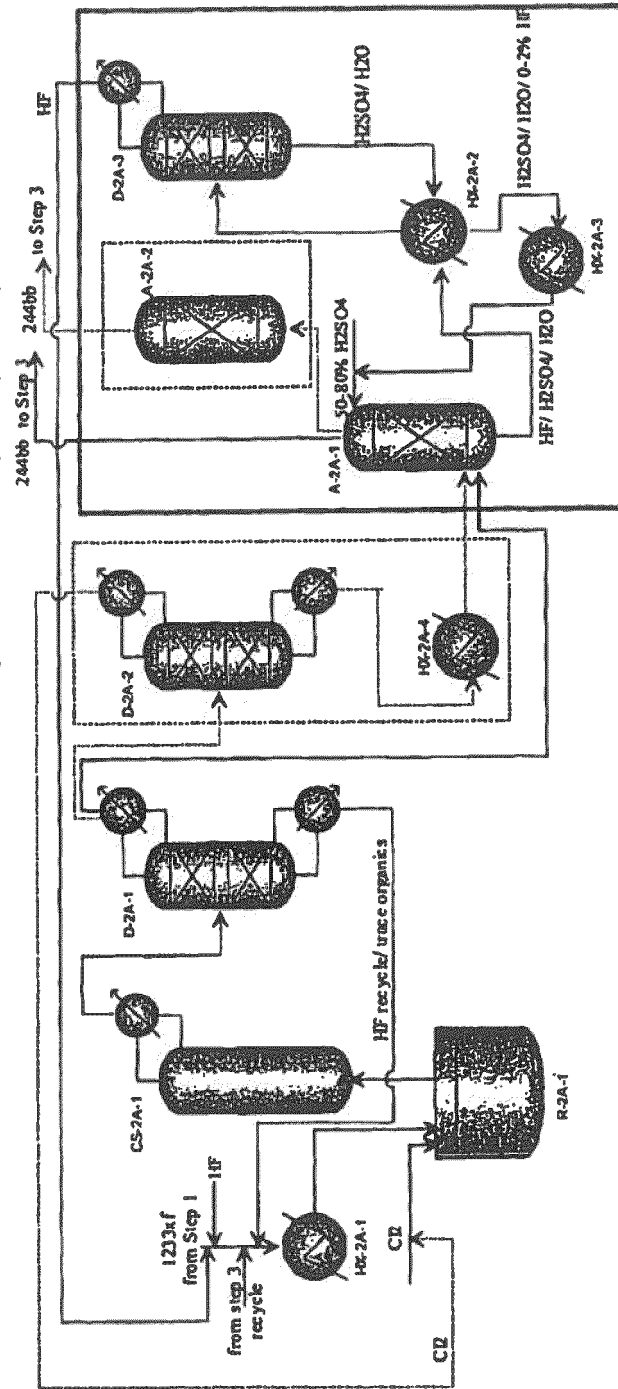 1233xf
from Step 1
HF
from step 3
recycle
HX-2A-1
Cl2
Cl2
R-2A-1
CS-2A-1
HF recycle/ trace organics
D-2A-1
D-2A-2
HX-2A-4
244bb to Step 3
244bb to Step 3
HF
A-2A-1
50-80% H2SO4
A-2A-2
HF/ H2SO4/ H2O
D-2A-3
H2SO4/ H2O
HX-2A-2
H2SO4/ H2O/ 0-2% HF
HX-2A-3